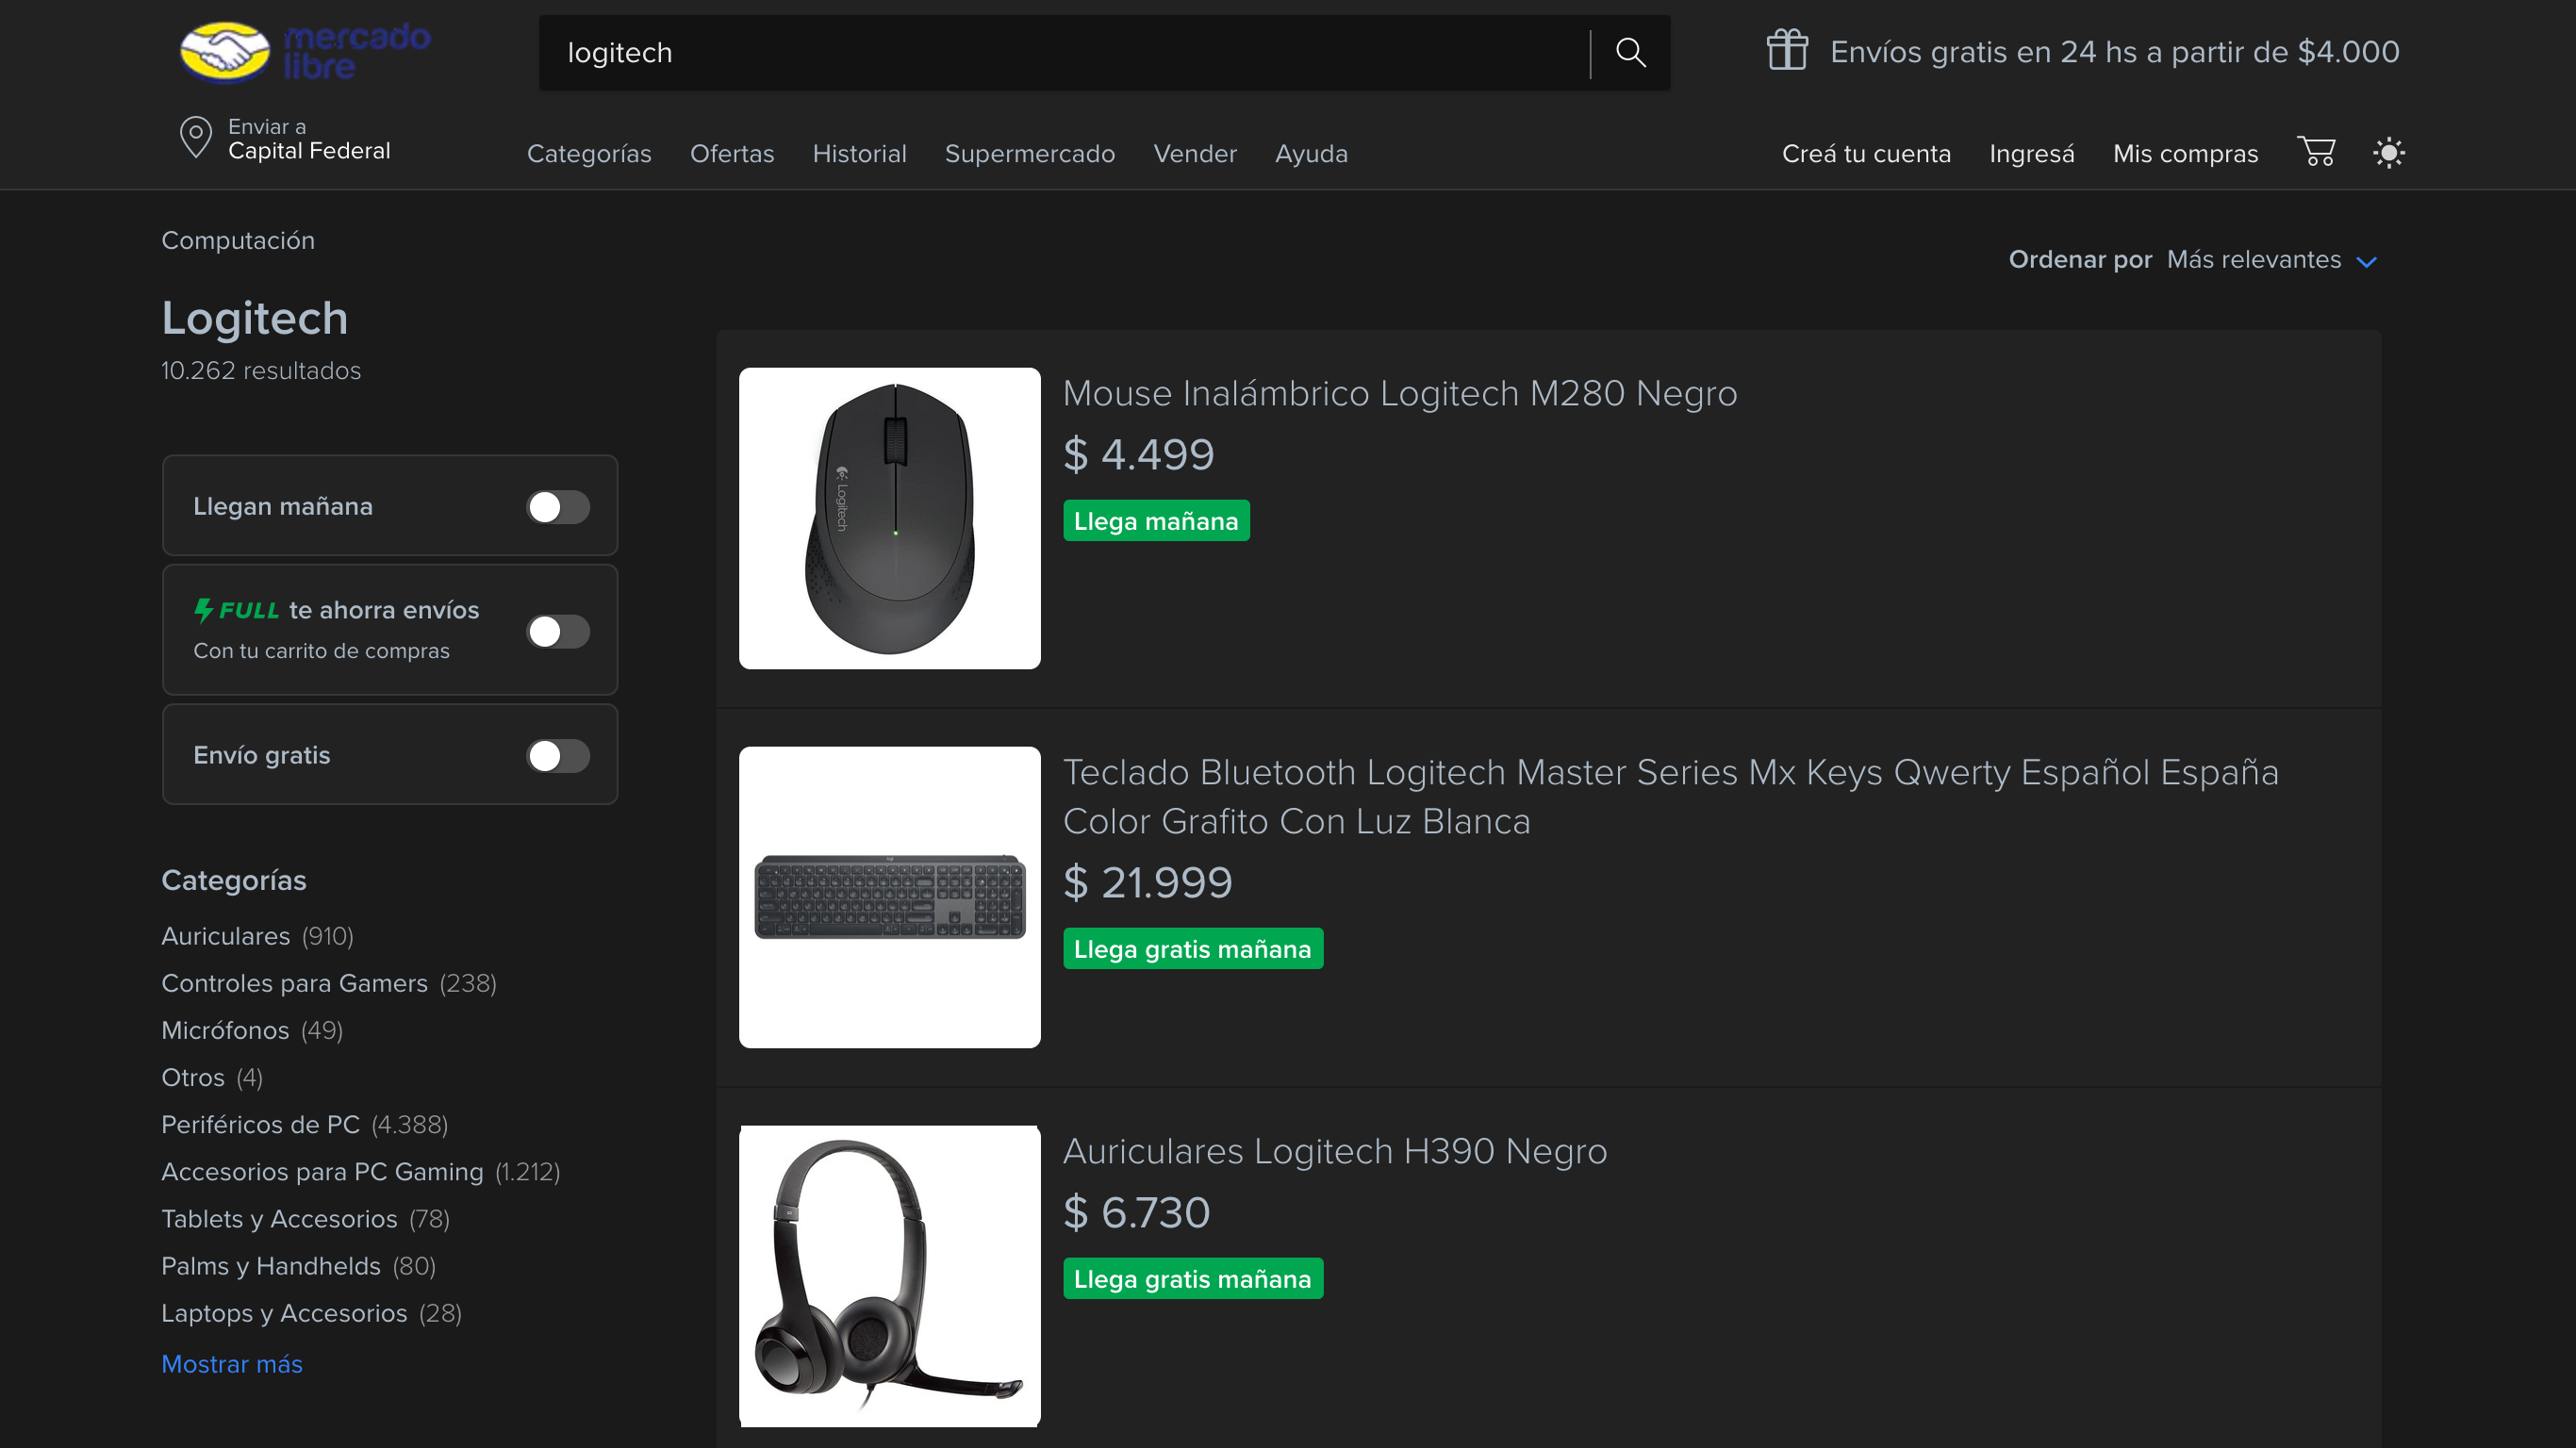 mercado
libre
logitech
Envíos gratis en 24 hs a partir de $4.000
Enviar a
Capital Federal
Categorías Ofertas Historial Supermercado Vender Ayuda
Creá tu cuenta Ingresá Mis compras
Computación
Ordenar por Más relevantes
Logitech
10.262 resultados
Llegan mañana
FULL te ahorra envíos
Con tu carrito de compras
Envío gratis
Categorías
Auriculares (910)
Controles para Gamers (238)
Micrófonos (49)
Otros (4)
Periféricos de PC (4.388)
Accesorios para PC Gaming (1.212)
Tablets y Accesorios (78)
Palms y Handhelds (80)
Laptops y Accesorios (28)
Mostrar más
Logitech
Mouse Inalámbrico Logitech M280 Negro
$ 4.499
Llega mañana
Teclado Bluetooth Logitech Master Series Mx Keys Qwerty Español España
Color Grafito Con Luz Blanca
$ 21.999
Llega gratis mañana
Auriculares Logitech H390 Negro
$ 6.730
Llega gratis mañana